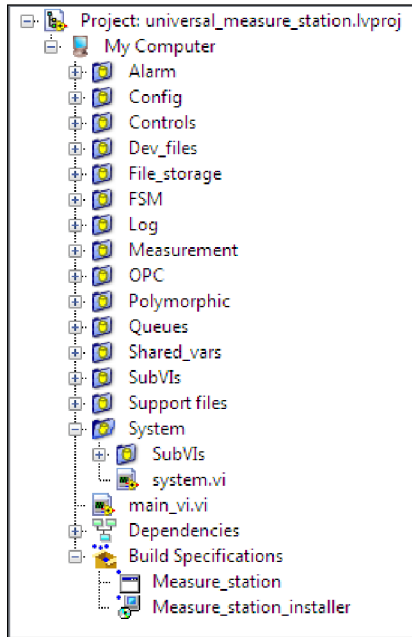 Project: universal_measure_station.lvproj
My Computer
Alarm
Config
Controls
Dev_files
File_storage
FSM
Log
Measurement
OPC
Polymorphic
Queues
Shared_vars
SubVIs
Support files
System
SubVIs
system.vi
main_vi.vi
Dependencies
Build Specifications
Measure_station
Measure_station_installer